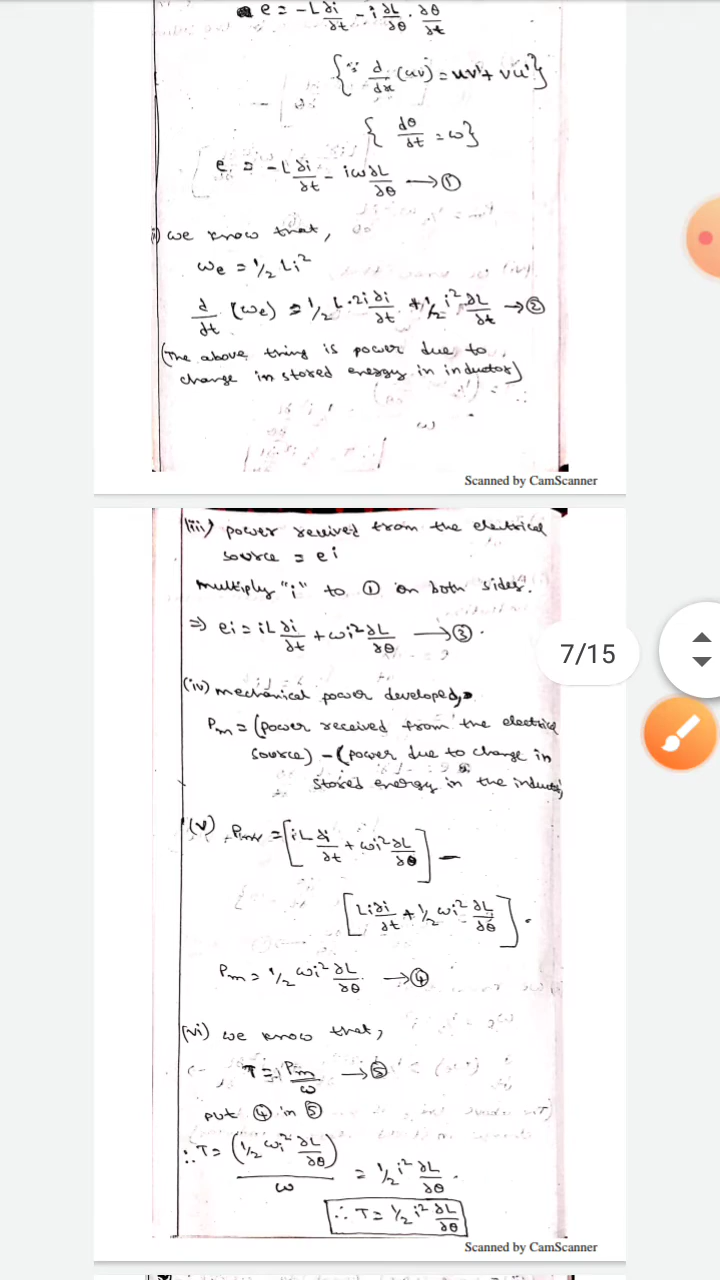 e = -L ∂i/∂t - i ∂L/∂θ . ∂θ/∂t
{∵ d/dx (uv) = uv' + vu'}
{ dθ/dt = ω}
e = -L ∂i/∂t - iω ∂L/∂θ → ①
ii) we know that,
We = 1/2 Li²
d/dt (We) = 1/2 L.2i ∂i/∂t + 1/2 i² ∂L/∂t → ②
(The above thing is power due to
change in stored energy in inductor)
Scanned by CamScanner
(iii) power received from the electrical
source = ei
multiply "i" to ① on both sides.
⇒ ei = iL ∂i/∂t + ωi² ∂L/∂θ → ③.
7/15
(iv) mechanical power developed,
Pm = (power received from the electrical
source) - (power due to change in
stored energy in the inductor)
(v) Pm = [iL ∂i/∂t + ωi² ∂L/∂θ] -
[Li ∂i/∂t + 1/2 ωi² ∂L/∂θ].
Pm = 1/2 ωi² ∂L/∂θ → ④
(vi) we know that,
T = Pm/ω → ⑤
put ④ in ⑤
∴ T = (1/2 ωi² ∂L/∂θ)/ω = 1/2 i² ∂L/∂θ.
∴ T = 1/2 i² ∂L/∂θ
Scanned by CamScanner